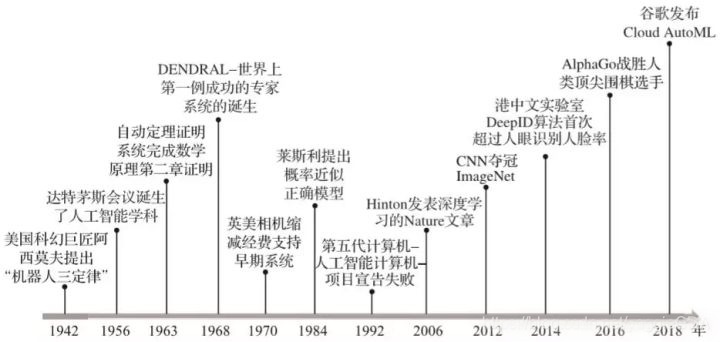 美国科幻巨匠阿
西莫夫提出
“机器人三定律”
达特茅斯会议诞生
了人工智能学科
自动定理证明
系统完成数学
原理第二章证明
DENDRAL–世界上
第一例成功的专家
系统的诞生
英美相机缩
减经费支持
早期系统
莱斯利提出
概率近似
正确模型
第五代计算机–
人工智能计算机–
项目宣告失败
Hinton发表深度学
习的Nature文章
CNN夺冠
ImageNet
港中文实验室
DeepID算法首次
超过人眼识别人脸率
AlphaGo战胜人
类顶尖围棋选手
谷歌发布
Cloud AutoML
1942 1956 1963 1968 1970 1984 1992 2006 2012 2014 2016 2018 年